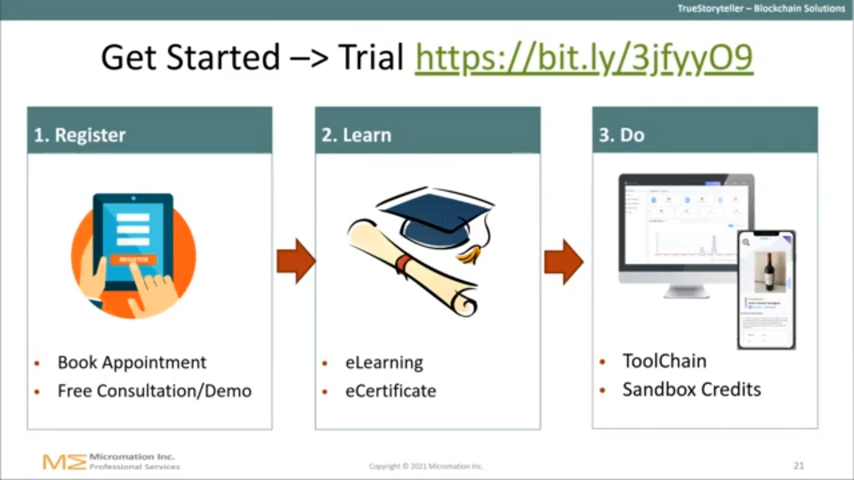 TrueStoryteller – Blockchain Solutions
Get Started –> Trial https://bit.ly/3jfyyO9
1. Register
REGISTER
• Book Appointment
• Free Consultation/Demo
2. Learn
• eLearning
• eCertificate
3. Do
• ToolChain
• Sandbox Credits
Micromation Inc.
Professional Services
Copyright © 2021 Micromation Inc.
21